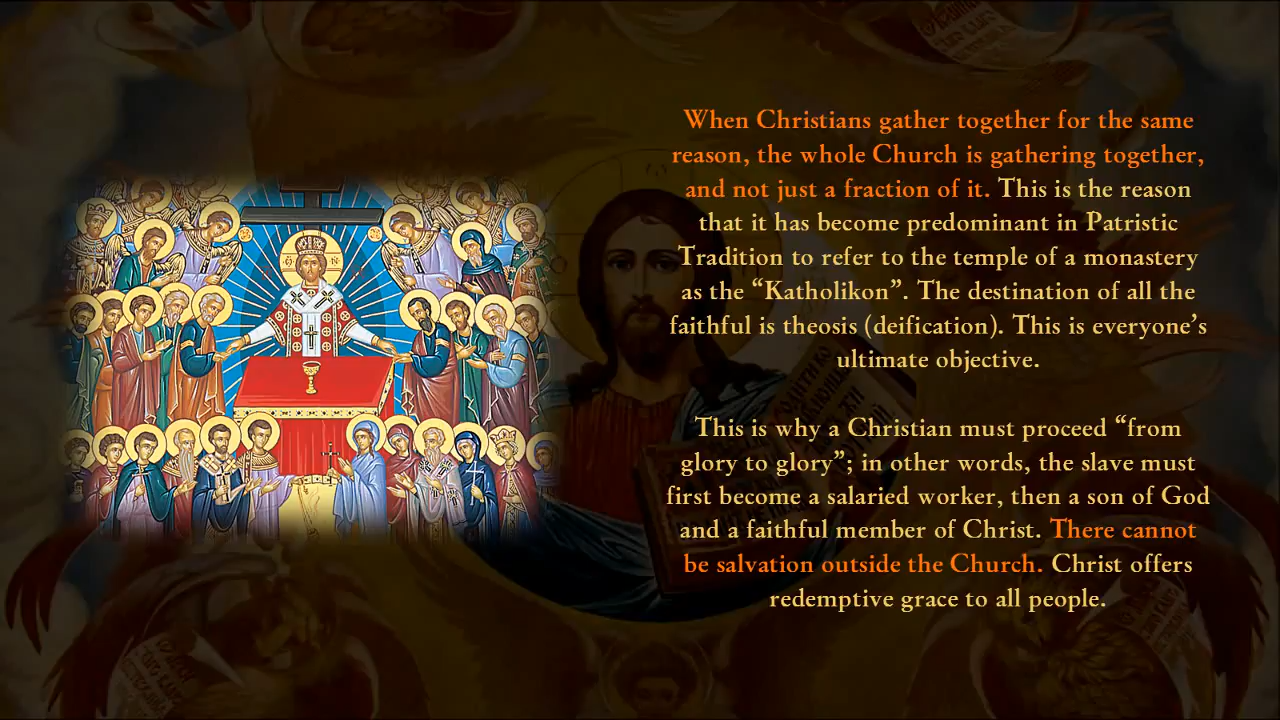 When Christians gather together for the same
reason, the whole Church is gathering together,
and not just a fraction of it. This is the reason
that it has become predominant in Patristic
Tradition to refer to the temple of a monastery
as the “Katholikon”. The destination of all the
faithful is theosis (deification). This is everyone’s
ultimate objective.
This is why a Christian must proceed “from
glory to glory”; in other words, the slave must
first become a salaried worker, then a son of God
and a faithful member of Christ. There cannot
be salvation outside the Church. Christ offers
redemptive grace to all people.